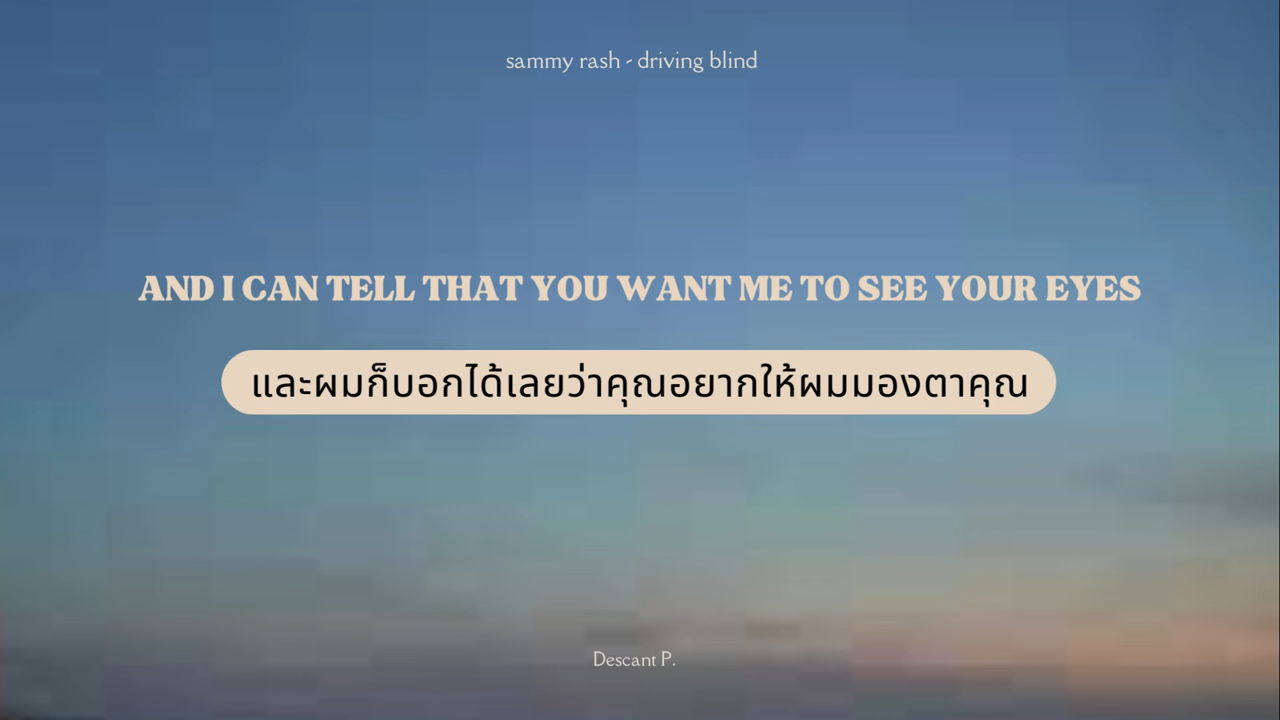 sammy rash - driving blind
AND I CAN TELL THAT YOU WANT ME TO SEE YOUR EYES
และผมก็บอกได้เลยว่าคุณอยากให้ผมมองตาคุณ
Descant P.